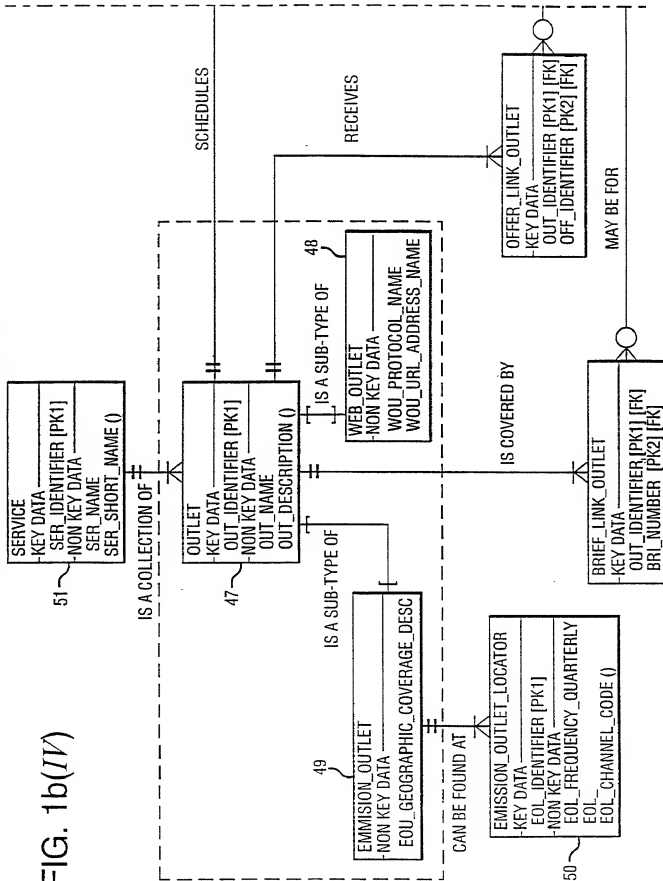 FIG. 1b(IV)
SERVICE
KEY DATA
SER_IDENTIFIER [PK1]
NON KEY DATA
SER_NAME
SER_SHORT_NAME ()
51
IS A COLLECTION OF
SCHEDULES
OUTLET
KEY DATA
OUT_IDENTIFIER [PK1]
NON KEY DATA
OUT_NAME
OUT_DESCRIPTION ()
47
RECEIVES
IS A SUB-TYPE OF
IS A SUB-TYPE OF
48
WEB_OUTLET
NON KEY DATA
WOU_PROTOCOL_NAME
WOU_URL_ADDRESS_NAME
49
EMMISION_OUTLET
NON KEY DATA
EOU_GEOGRAPHIC_COVERAGE_DESC
OFFER_LINK_OUTLET
KEY DATA
OUT_IDENTIFIER [PK1] [FK]
OFF_IDENTIFIER [PK2] [FK]
CAN BE FOUND AT
IS COVERED BY
MAY BE FOR
EMISSION_OUTLET_LOCATOR
KEY DATA
EOL_IDENTIFIER [PK1]
NON KEY DATA
EOL_FREQUENCY_QUARTERLY
EOL
EOL_CHANNEL_CODE ()
50
BRIEF_LINK_OUTLET
KEY DATA
OUT_IDENTIFIER [PK1] [FK]
BRI_NUMBER [PK2] [FK]